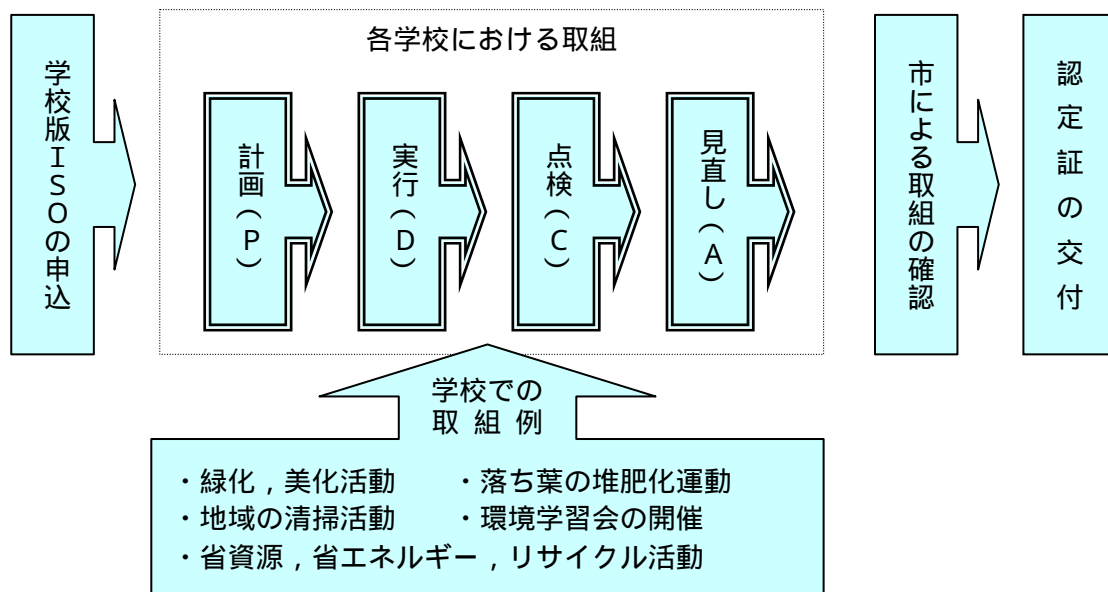 学校版ＩＳＯの申込
各学校における取組
計画（Ｐ）
実行（Ｄ）
点検（Ｃ）
見直し（Ａ）
市による取組の確認
認定証の交付
学校での
取 組 例
・緑化，美化活動　　・落ち葉の堆肥化運動
・地域の清掃活動　　・環境学習会の開催
・省資源，省エネルギー，リサイクル活動